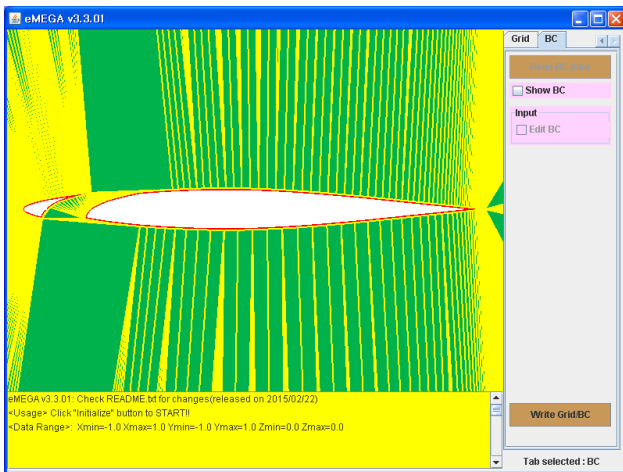 eMEGA v3.3.01
Grid BC
Show BC
Input
Edit BC
eMEGA v3.3.01: Check README.txt for changes(released on 2015/02/22)
<Usage> Click "Initialize" button to START!!
<Data Range>: Xmin=-1.0 Xmax=1.0 Ymin=-1.0 Ymax=1.0 Zmin=0.0 Zmax=0.0
Write Grid/BC
Tab selected : BC